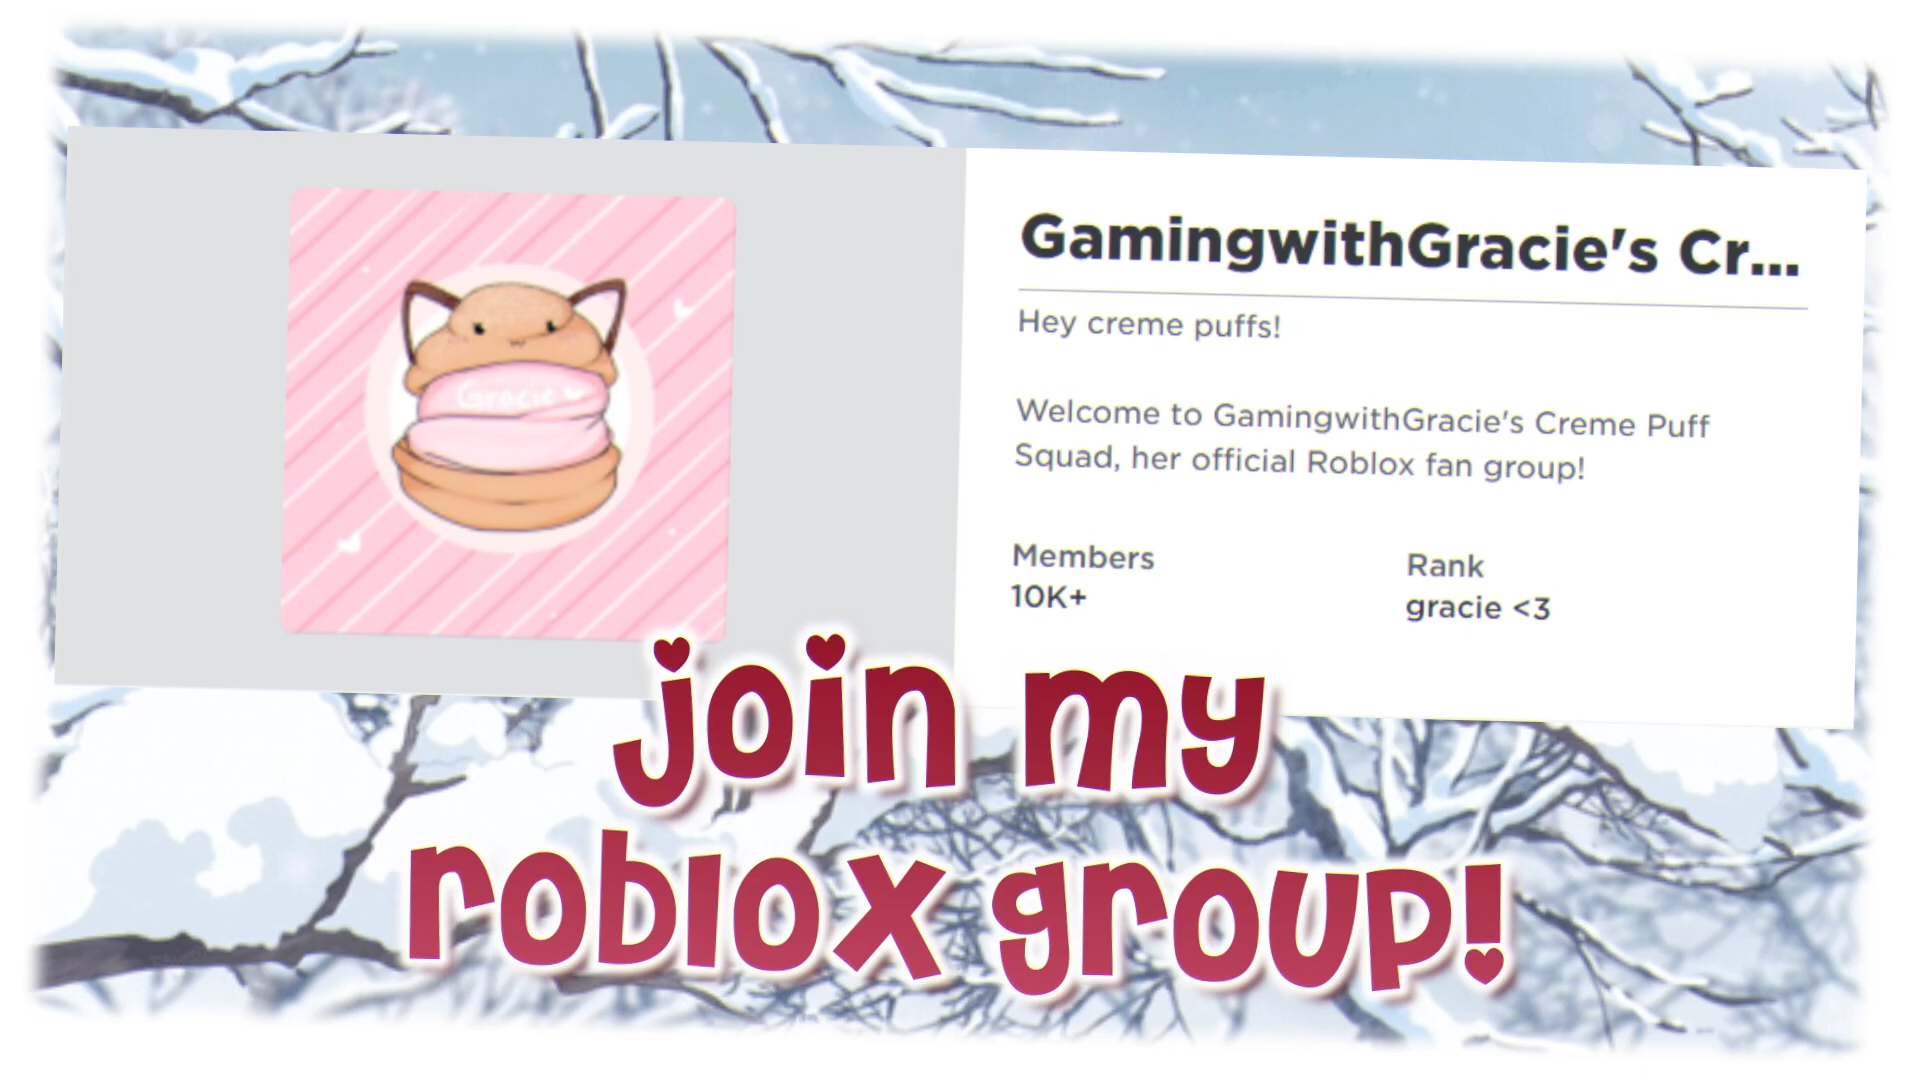 Gracie
GamingwithGracie's Cr...
Hey creme puffs!
Welcome to GamingwithGracie's Creme Puff
Squad, her official Roblox fan group!
Members
10K+
Rank
gracie <3
join my
roblox group!